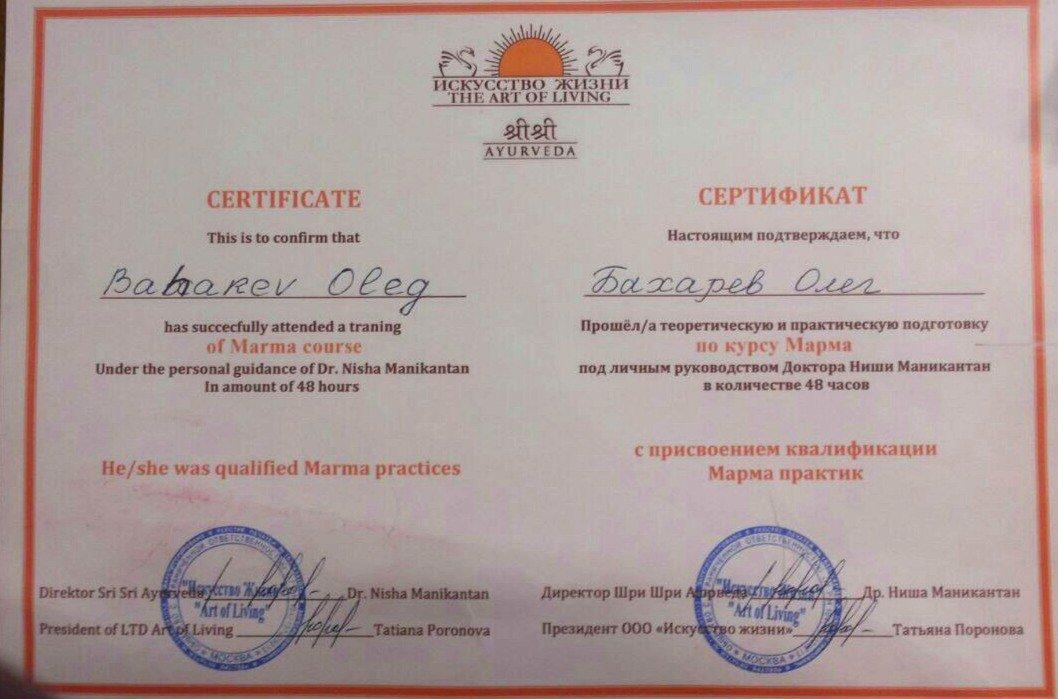 ИСКУССТВО ЖИЗНИ
THE ART OF LIVING
श्री श्री
AYURVEDA
CERTIFICATE
This is to confirm that
Baharev Oleg
has succecfully attended a traning
of Marma course
Under the personal guidance of Dr. Nisha Manikantan
In amount of 48 hours
He/she was qualified Marma practices
Direktor Sri Sri Ayurveda Dr. Nisha Manikantan
President of LTD Art of Living Tatiana Poronova
"Искусство Жизни"
"Art of Living"
МОСКВА
СЕРТИФИКАТ
Настоящим подтверждаем, что
Бахарев Олег
Прошёл/а теоретическую и практическую подготовку
по курсу Марма
под личным руководством Доктора Ниши Маникантан
в количестве 48 часов
с присвоением квалификации
Марма практик
Директор Шри Шри Аюрведа Др. Ниша Маникантан
Президент ООО «Искусство жизни» Татьяна Поронова
"Искусство Жизни"
"Art of Living"
МОСКВА